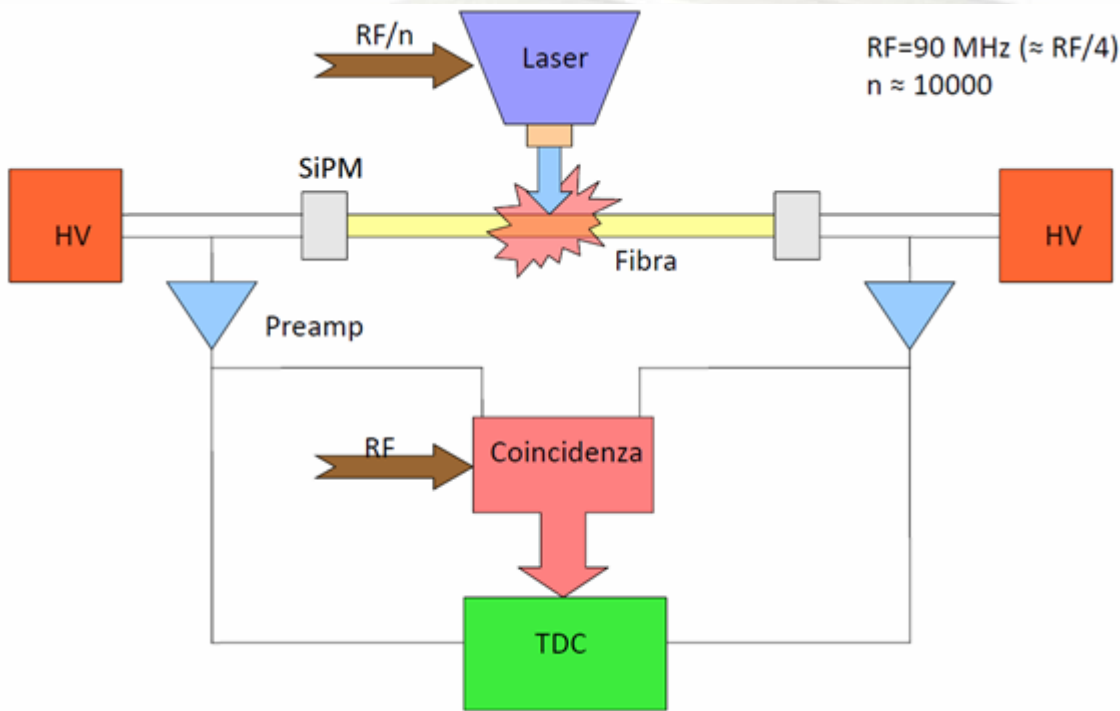 RF/n
Laser
RF=90 MHz (≈ RF/4)
n ≈ 10000
SiPM
HV
HV
Fibra
Preamp
RF
Coincidenza
TDC